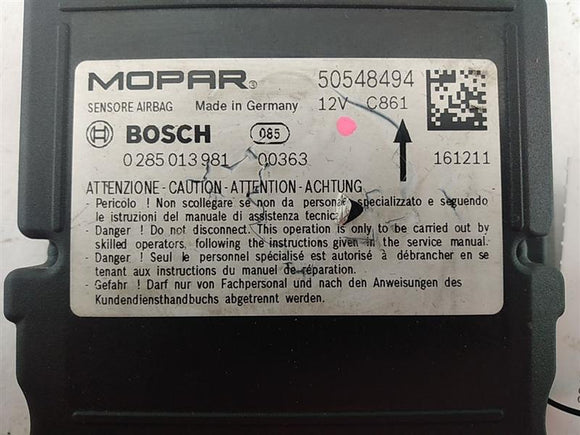 MOPAR® 50548494
SENSORE AIRBAG Made in Germany 12V C861
BOSCH 085
0 285 013 981 00363 161211
ATTENZIONE - CAUTION - ATTENTION - ACHTUNG
- Pericolo ! Non scollegare se non da personale specializzato e seguendo
le istruzioni del manuale di assistenza tecnica.
- Danger ! Do not disconnect. This operation is only to be carried out by
skilled operators, following the instructions given in the service manual.
- Danger ! Seul le personnel spécialisé est autorisé à débrancher en se
tenant aux instructions du manuel de réparation.
- Gefahr ! Darf nur von Fachpersonal und nach den Anweisungen des
Kundendiensthandbuchs abgetrennt werden.